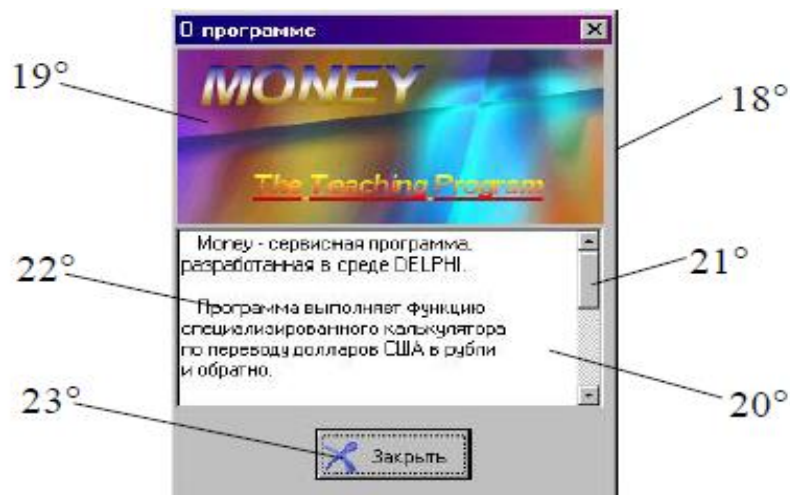 О программе
19°
MONEY
18°
The Teaching Program
Money - сервисная программа,
разработанная в среде DELPHI.
22°
21°
Программа выполняет функцию
специализированного калькулятора
по переводу долларов США в рубли
и обратно.
23°
20°
Закрыть